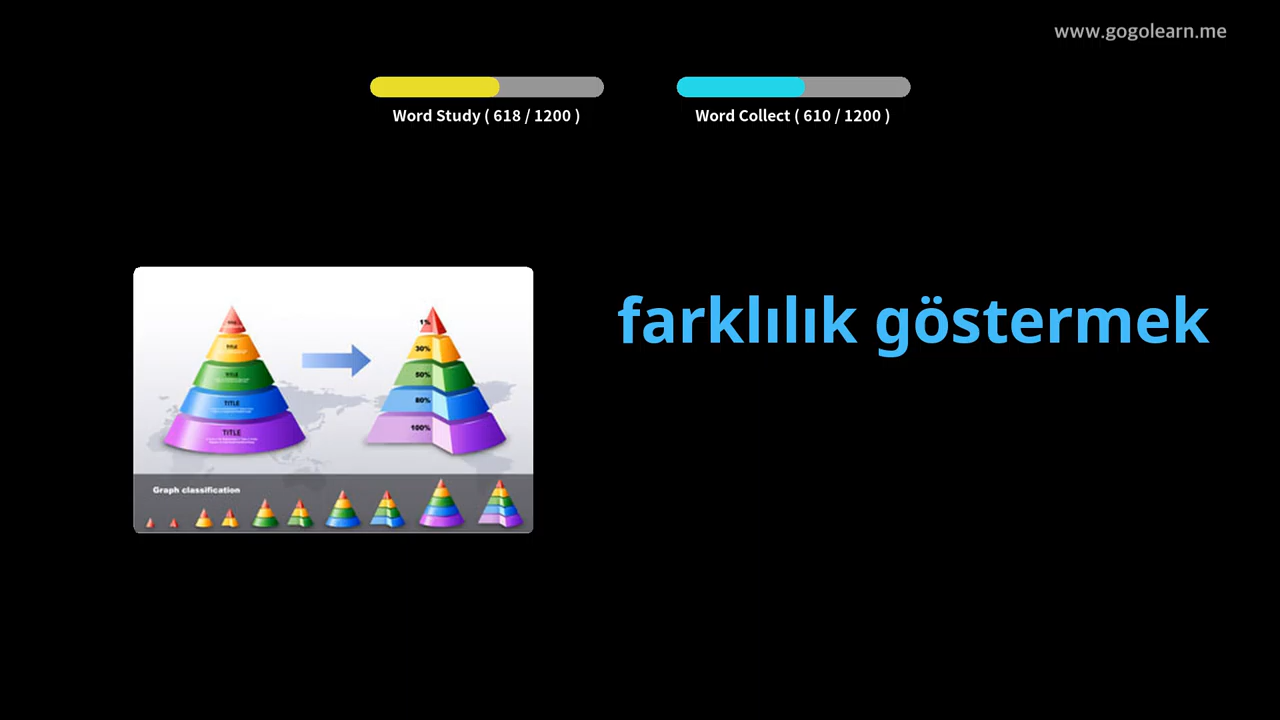 www.gogolearn.me
Word Study ( 618 / 1200 )
Word Collect ( 610 / 1200 )
farklılık göstermek
TITLE
TITLE
TITLE
TITLE
1%
30%
50%
80%
100%
Graph classification